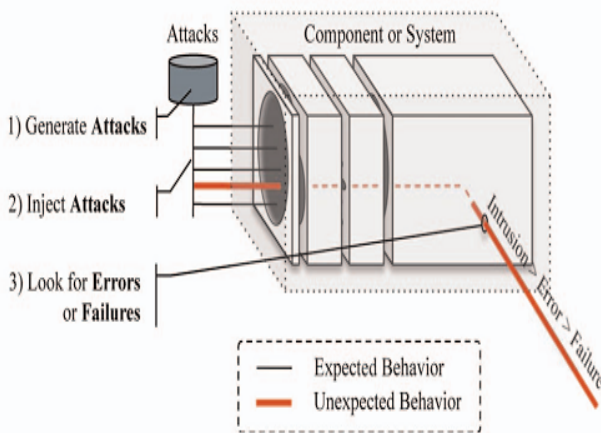 Attacks
Component or System
1) Generate Attacks
2) Inject Attacks
3) Look for Errors
or Failures
Intrusion > Error > Failure
Expected Behavior
Unexpected Behavior